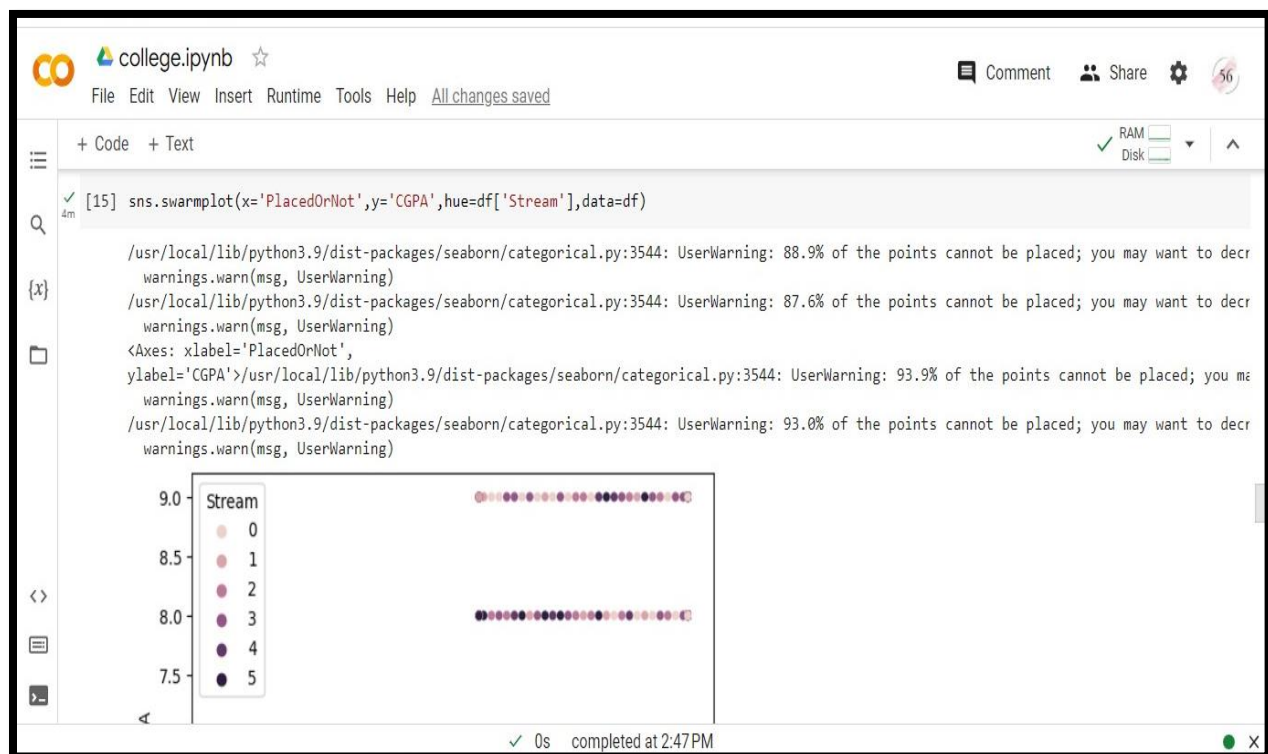 CO college.ipynb
Comment Share 56
File Edit View Insert Runtime Tools Help All changes saved
+ Code + Text
RAM
Disk
4m
[15] sns.swarmplot(x='PlacedOrNot',y='CGPA',hue=df['Stream'],data=df)
/usr/local/lib/python3.9/dist-packages/seaborn/categorical.py:3544: UserWarning: 88.9% of the points cannot be placed; you may want to decr
warnings.warn(msg, UserWarning)
{x}
/usr/local/lib/python3.9/dist-packages/seaborn/categorical.py:3544: UserWarning: 87.6% of the points cannot be placed; you may want to decr
warnings.warn(msg, UserWarning)
<Axes: xlabel='PlacedOrNot',
ylabel='CGPA'>/usr/local/lib/python3.9/dist-packages/seaborn/categorical.py:3544: UserWarning: 93.9% of the points cannot be placed; you ma
warnings.warn(msg, UserWarning)
/usr/local/lib/python3.9/dist-packages/seaborn/categorical.py:3544: UserWarning: 93.0% of the points cannot be placed; you may want to decr
warnings.warn(msg, UserWarning)
9.0
Stream
0
8.5
1
2
8.0
3
4
7.5
5
A
0s completed at 2:47 PM
X